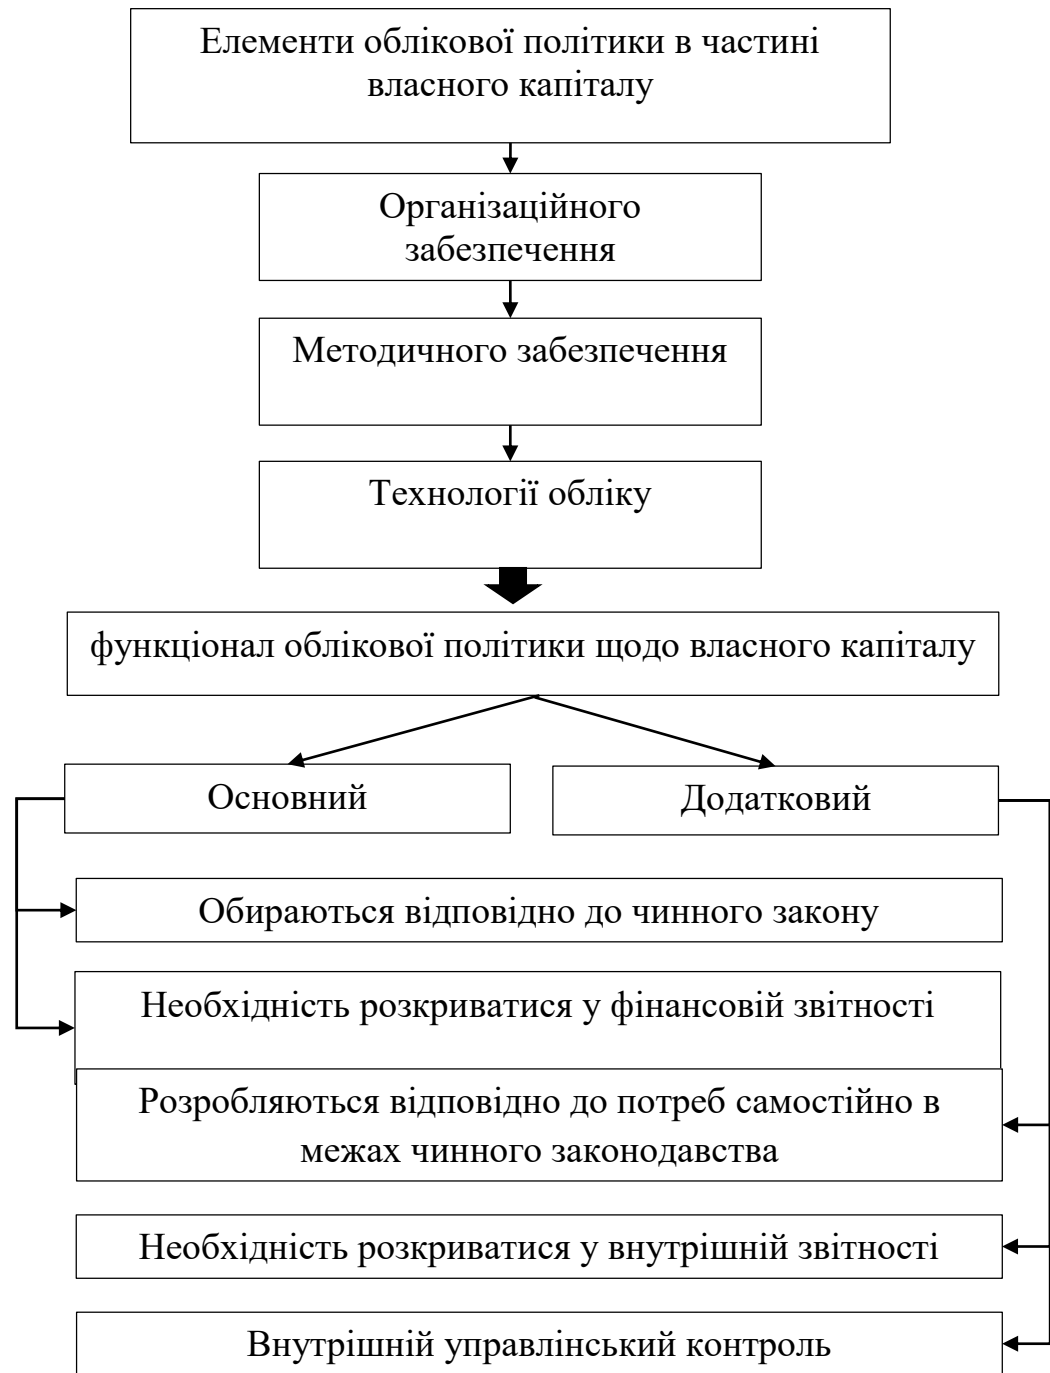 Елементи облікової політики в частині
власного капіталу
Організаційного
забезпечення
Методичного забезпечення
Технології обліку
функціонал облікової політики щодо власного капіталу
Основний
Додатковий
Обираються відповідно до чинного закону
Необхідність розкриватися у фінансовій звітності
Розробляються відповідно до потреб самостійно в
межах чинного законодавства
Необхідність розкриватися у внутрішній звітності
Внутрішній управлінський контроль